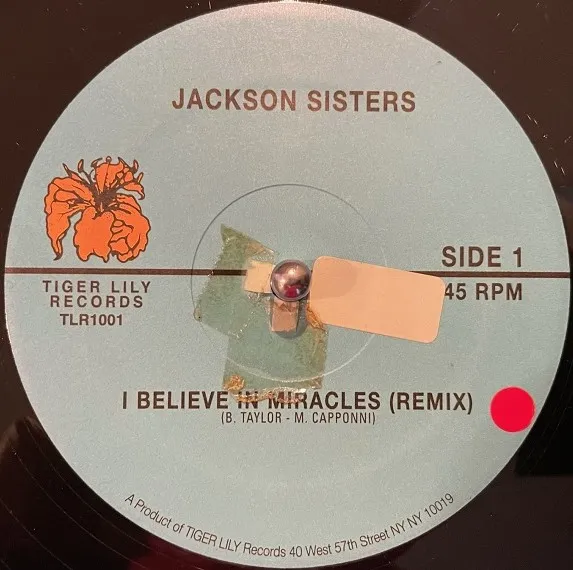 JACKSON SISTERS
SIDE 1
45 RPM
TIGER LILY
RECORDS
TLR1001
I BELIEVE IN MIRACLES (REMIX)
(B. TAYLOR - M. CAPPONNI)
A Product of TIGER LILY Records 40 West 57th Street NY NY 10019